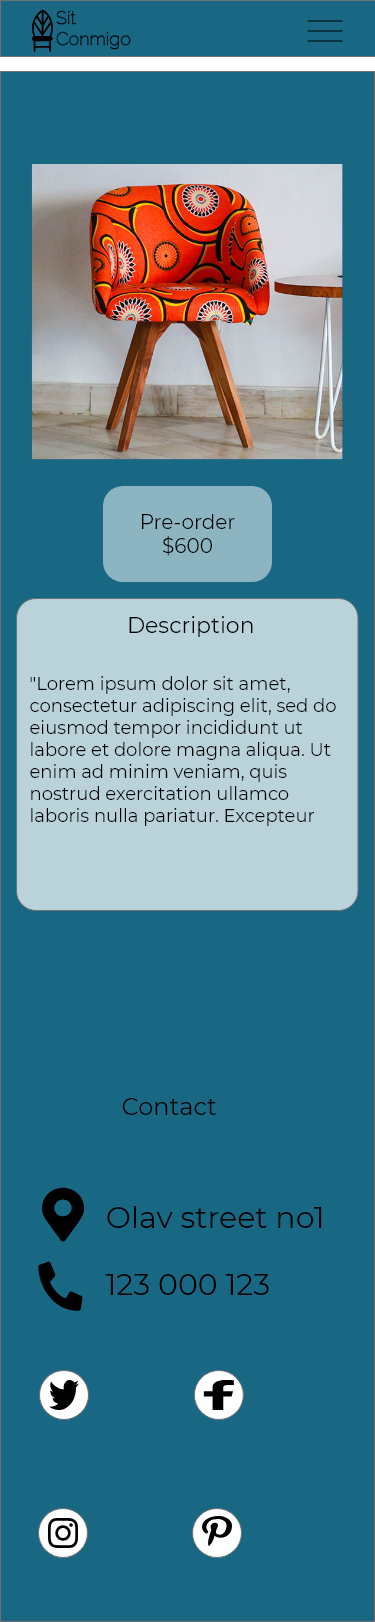 Sit
Conmigo
Pre-order
$600
Description
"Lorem ipsum dolor sit amet,
consectetur adipiscing elit, sed do
eiusmod tempor incididunt ut
labore et dolore magna aliqua. Ut
enim ad minim veniam, quis
nostrud exercitation ullamco
laboris nulla pariatur. Excepteur
Contact
Olav street no1
123 000 123